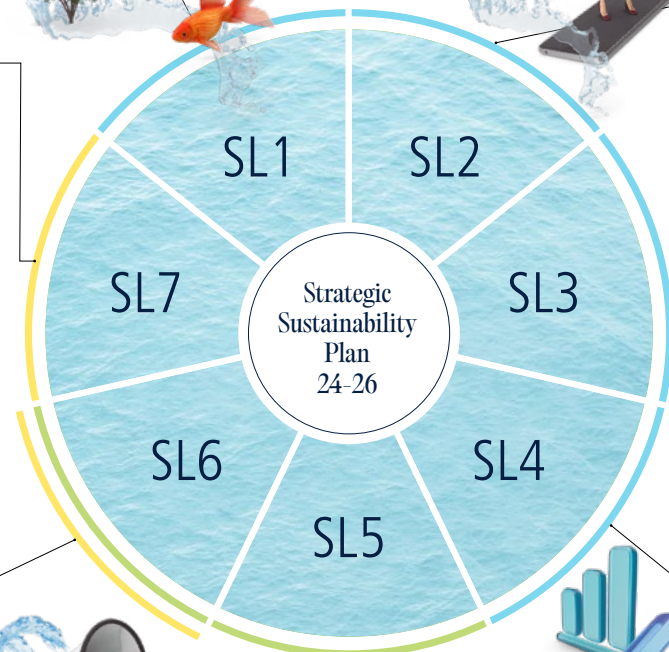 SL1
SL2
SL7
SL3
Strategic
Sustainability
Plan
24-26
SL6
SL4
SL5